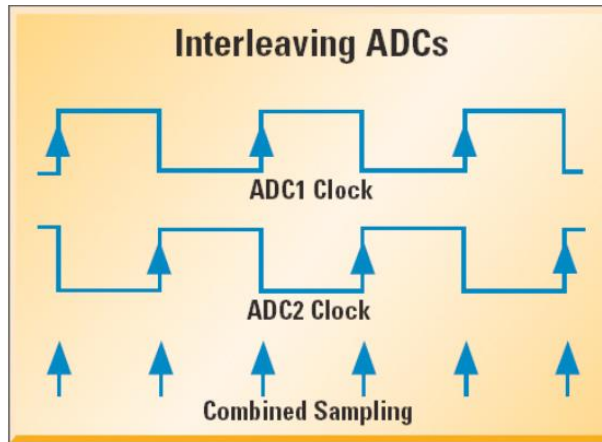 Interleaving ADCs
ADC1 Clock
ADC2 Clock
Combined Sampling